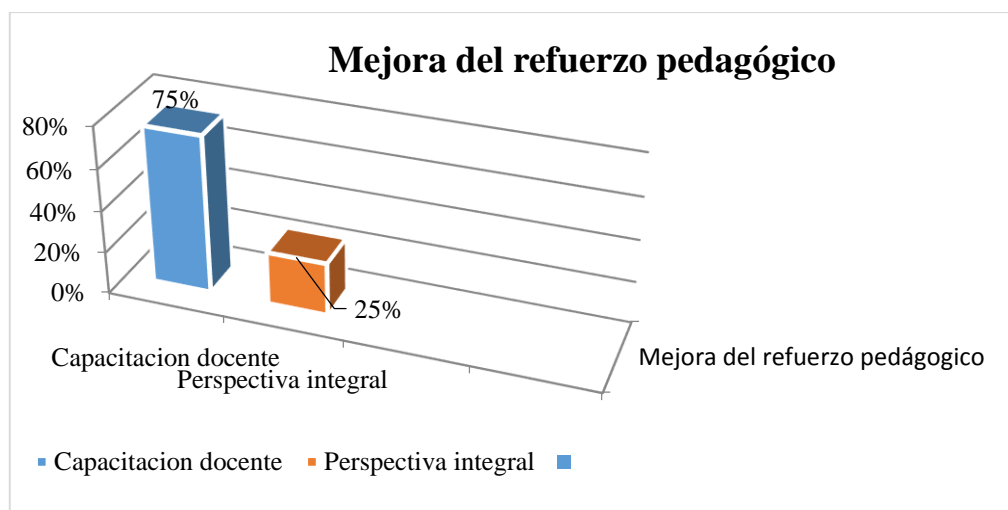 Mejora del refuerzo pedagógico
75%
80%
60%
40%
20%
0%
25%
Capacitacion docente
Perspectiva integral
Mejora del refuerzo pedágogico
Capacitacion docente Perspectiva integral